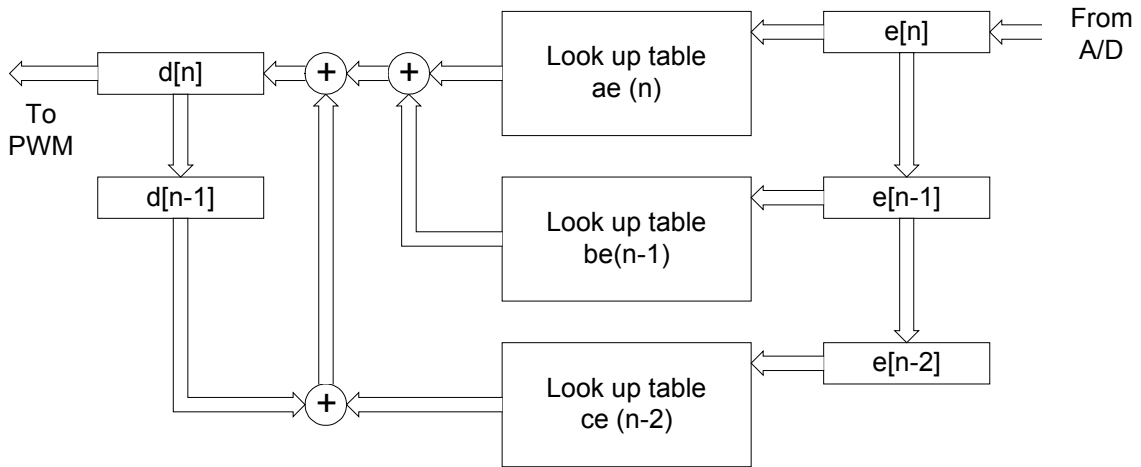 From
A/D
e[n]
Look up table
ae (n)
+
+
d[n]
To
PWM
d[n-1]
Look up table
be(n-1)
e[n-1]
e[n-2]
Look up table
ce (n-2)
+